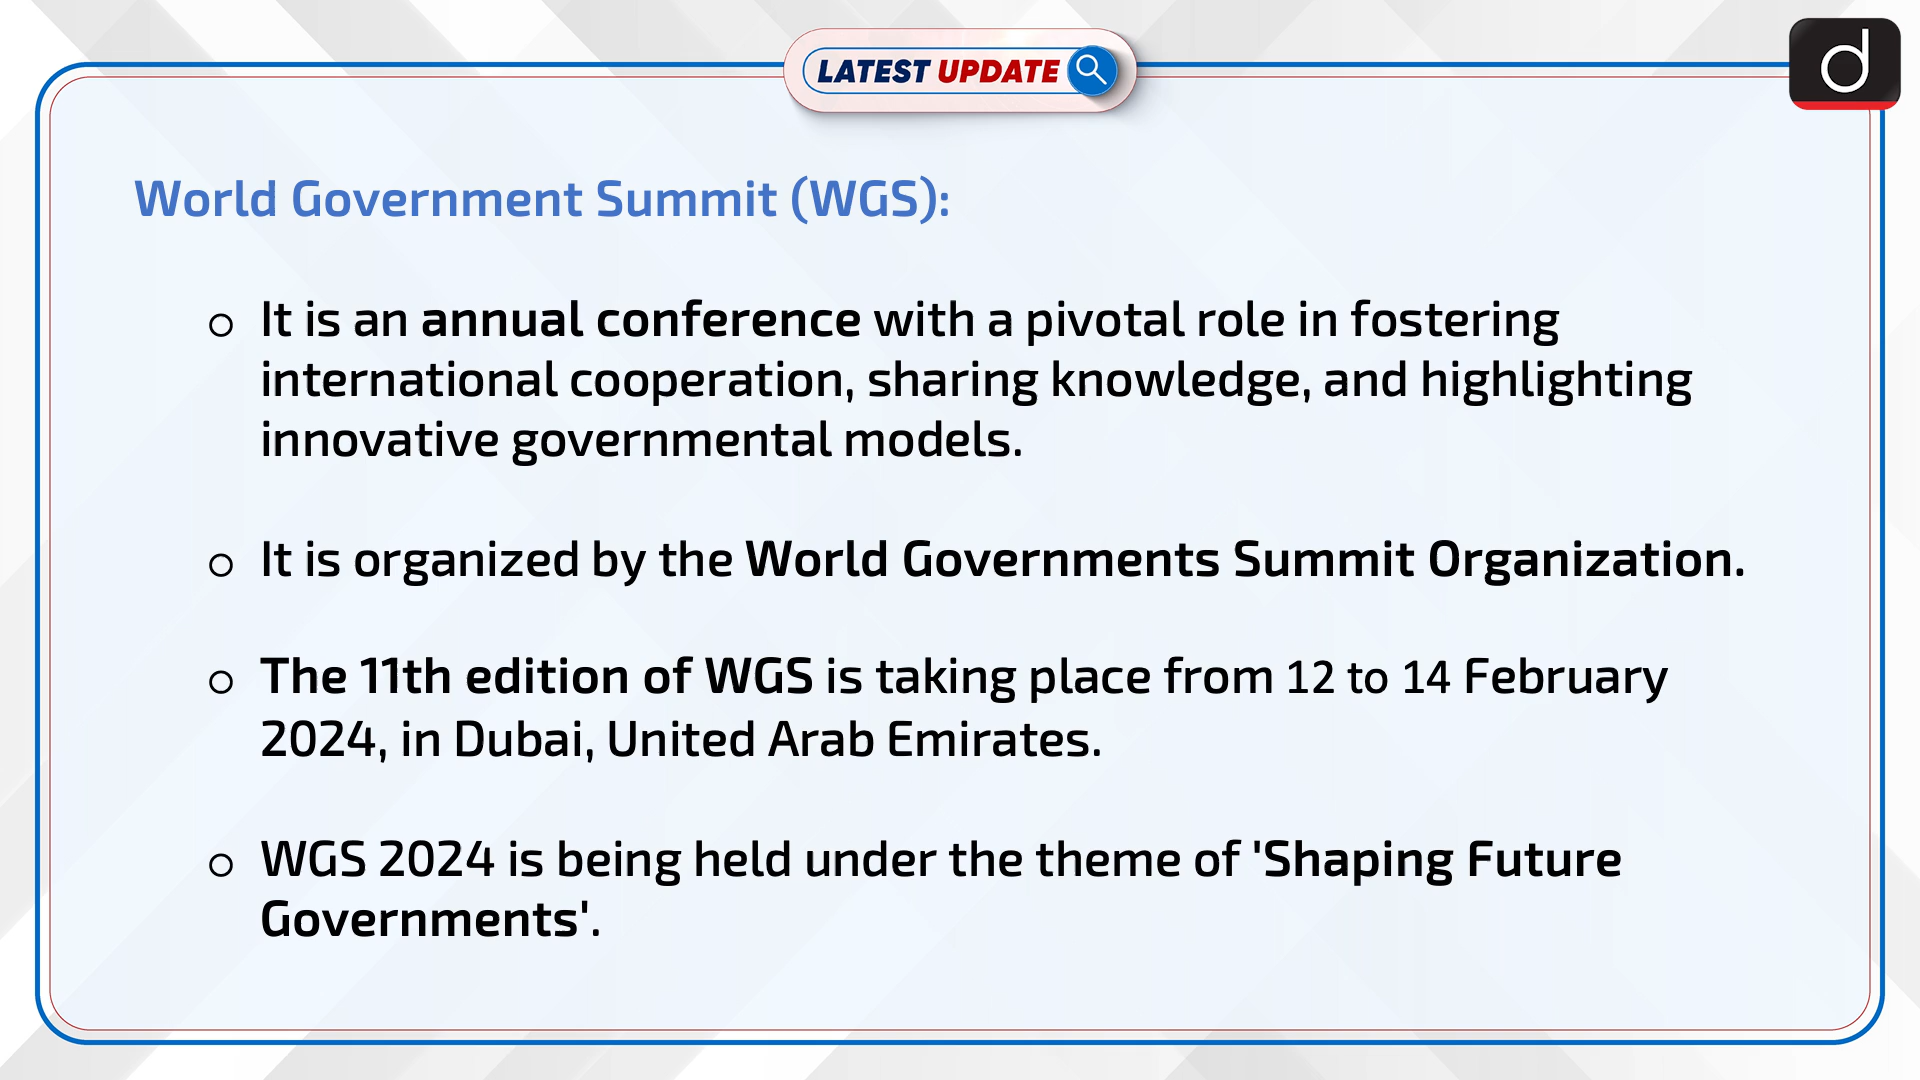 LATEST UPDATE
d
World Government Summit (WGS):
It is an annual conference with a pivotal role in fostering
international cooperation, sharing knowledge, and highlighting
innovative governmental models.
It is organized by the World Governments Summit Organization.
The 11th edition of WGS is taking place from 12 to 14 February
2024, in Dubai, United Arab Emirates.
WGS 2024 is being held under the theme of 'Shaping Future
Governments'.